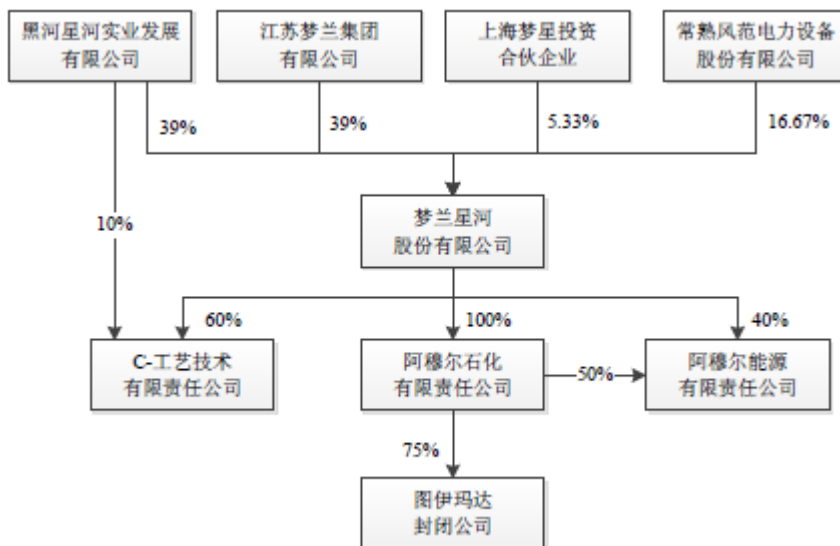 黑河星河实业发展
有限公司
江苏梦兰集团
有限公司
上海梦星投资
合伙企业
常熟风范电力设备
股份有限公司
39%
39%
5.33%
16.67%
10%
梦兰星河
股份有限公司
60%
100%
40%
C-工艺技术
有限责任公司
阿穆尔石化
有限责任公司
50%
阿穆尔能源
有限责任公司
75%
图伊玛达
封闭公司